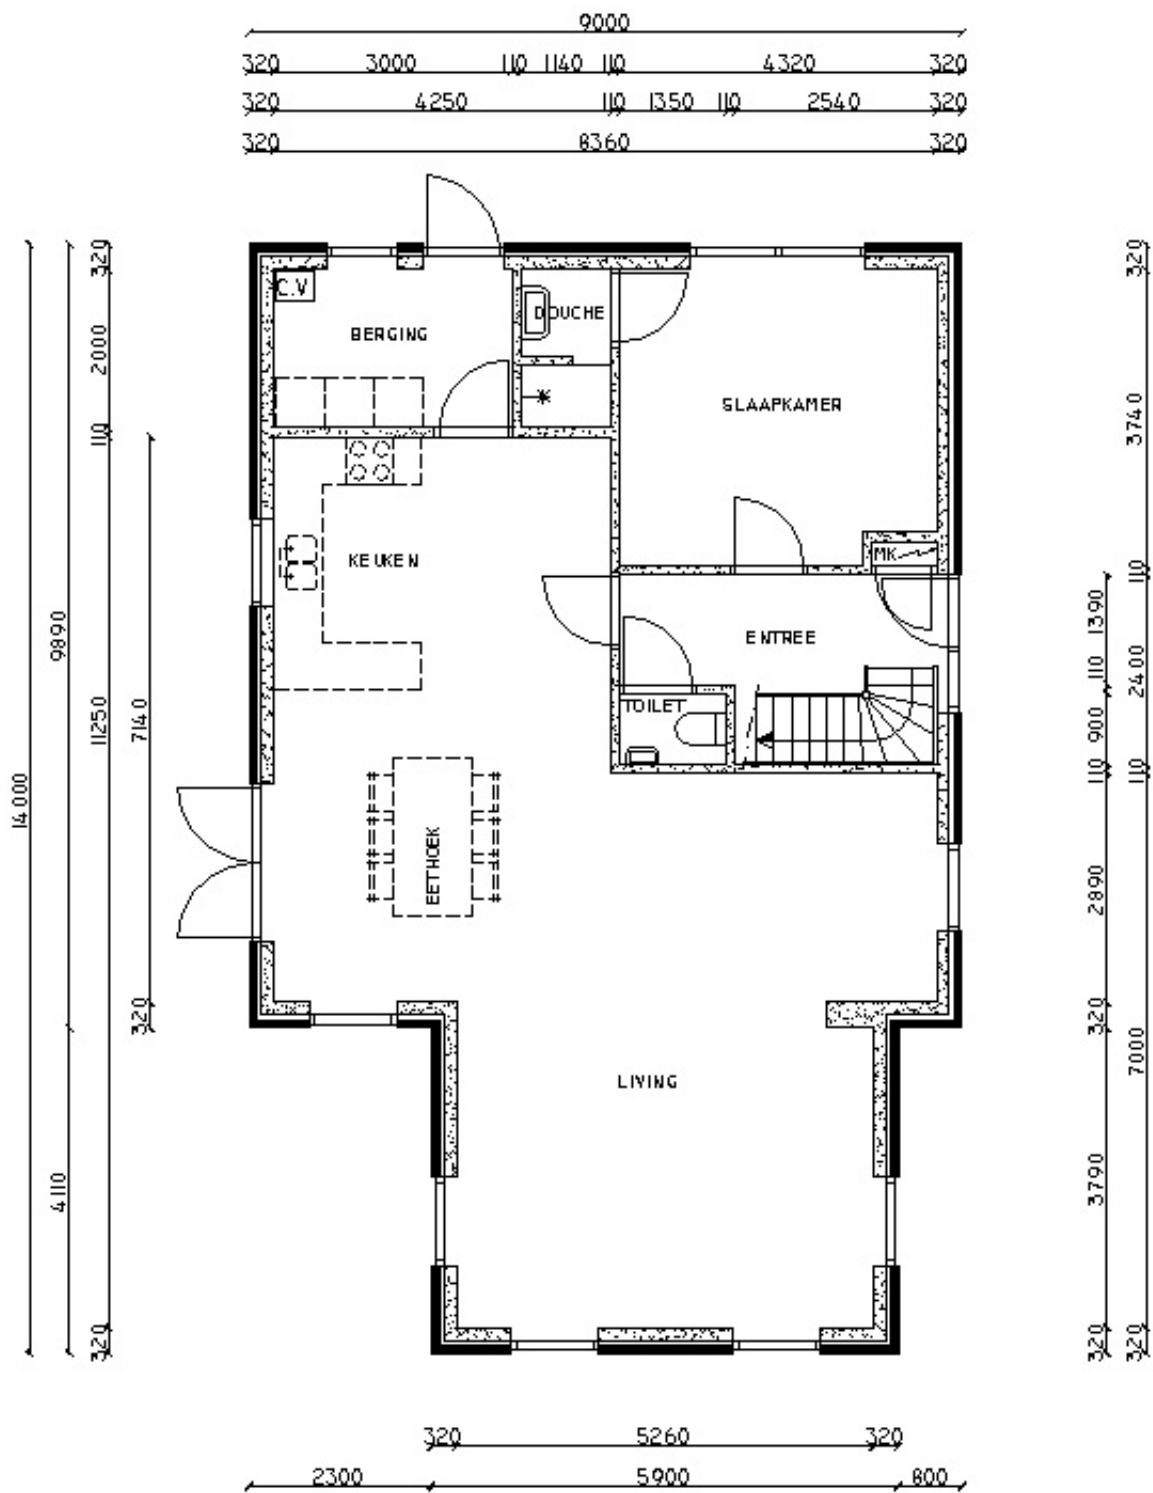 9000
320 3000 110 1140 110 4320 320
320 4250 110 1350 110 2540 320
320 8360 320
14000
9890
4110
320
2000
110
11250
320
7140
320
C.V
BERGING
DOUCHE
SLAAPKAMER
KEUKEN
MK
ENTREE
TOILET
EETHOEK
LIVING
1390
110
900
110
2890
320
3790
320
320
3740
110
2400
110
7000
320
320 5260 320
2300 5900 800